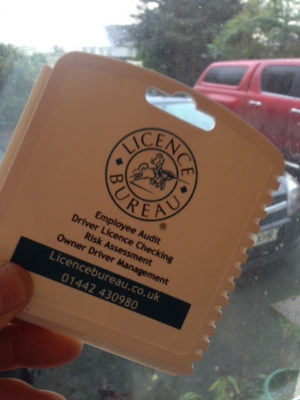 LICENCE
BUREAU
®
Employee Audit
Driver Licence Checking
Risk Assessment
Owner Driver Management
Licencebureau.co.uk
01442 430980